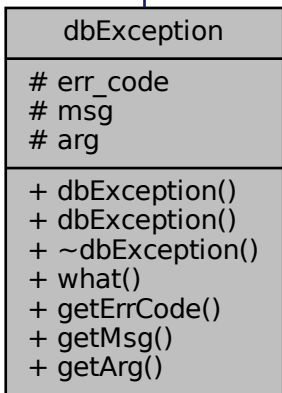 dbException
# err_code
# msg
# arg
+ dbException()
+ dbException()
+ ~dbException()
+ what()
+ getErrCode()
+ getMsg()
+ getArg()